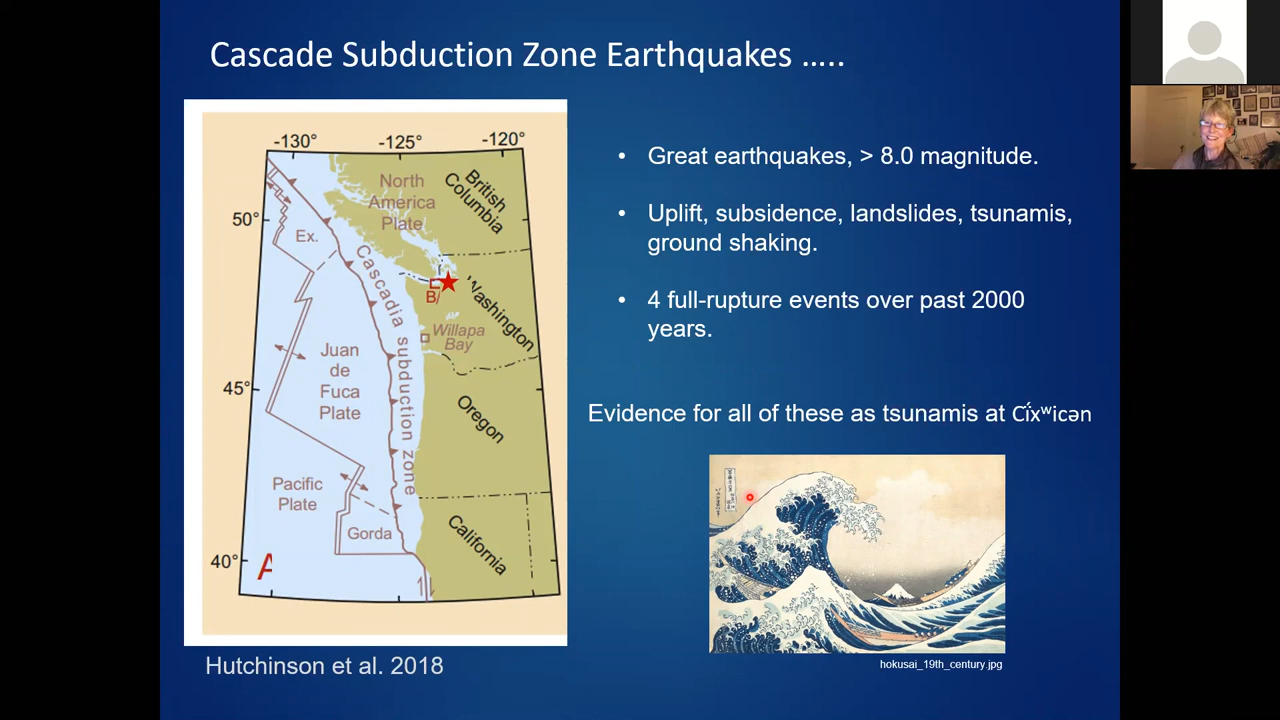 Cascade Subduction Zone Earthquakes …..
-130°
-125°
-120°
50°
45°
40°
North
America
Plate
British
Columbia
Ex.
Cascadia subduction zone
B/
Washington
Willapa
Bay
Juan
de
Fuca
Plate
Oregon
Pacific
Plate
Gorda
California
A
Hutchinson et al. 2018
• Great earthquakes, > 8.0 magnitude.
• Uplift, subsidence, landslides, tsunamis,
ground shaking.
• 4 full-rupture events over past 2000
years.
Evidence for all of these as tsunamis at Číxʷicən
hokusai_19th_century.jpg